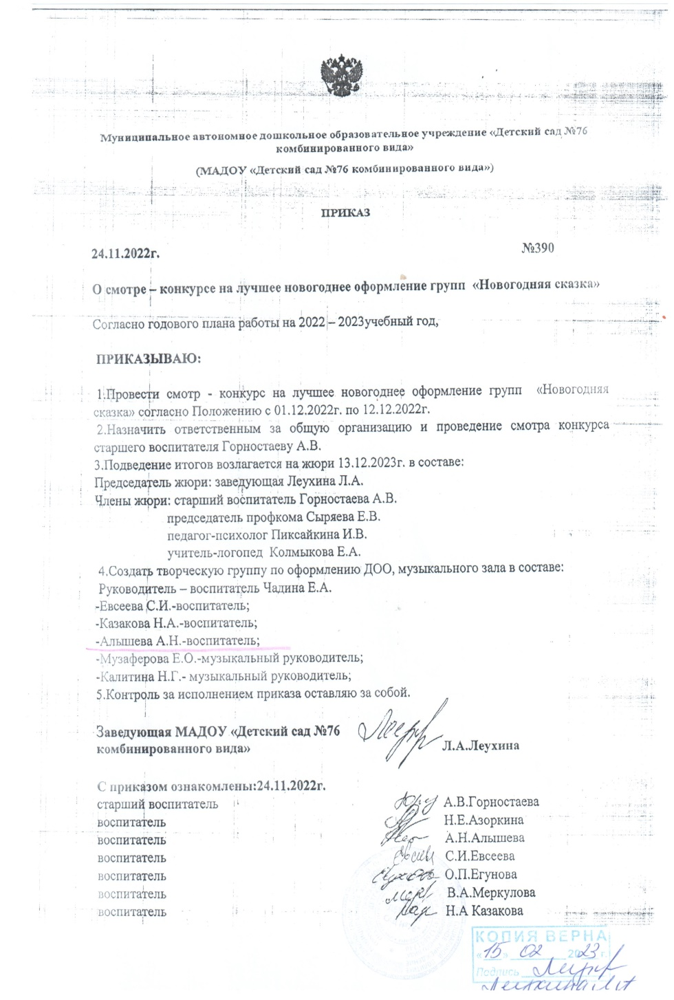 Муниципальное автономное дошкольное образовательное учреждение «Детский сад №76
комбинированного вида»
(МАДОУ «Детский сад №76 комбинированного вида»)
ПРИКАЗ
24.11.2022г. №390
О смотре – конкурсе на лучшее новогоднее оформление групп «Новогодняя сказка»
Согласно годового плана работы на 2022 – 2023учебный год,
ПРИКАЗЫВАЮ:
1.Провести смотр - конкурс на лучшее новогоднее оформление групп «Новогодняя
сказка» согласно Положению с 01.12.2022г. по 12.12.2022г.
2.Назначить ответственным за общую организацию и проведение смотра конкурса
старшего воспитателя Горностаеву А.В.
3.Подведение итогов возлагается на жюри 13.12.2023г. в составе:
Председатель жюри: заведующая Леухина Л.А.
Члены жюри: старший воспитатель Горностаева А.В.
председатель профкома Сыряева Е.В.
педагог-психолог Пиксайкина И.В.
учитель-логопед Колмыкова Е.А.
4.Создать творческую группу по оформлению ДОО, музыкального зала в составе:
Руководитель – воспитатель Чадина Е.А.
-Евсеева С.И.-воспитатель;
-Казакова Н.А.-воспитатель;
-Алышева А.Н.-воспитатель;
-Музаферова Е.О.-музыкальный руководитель;
-Калитина Н.Г.- музыкальный руководитель;
5.Контроль за исполнением приказа оставляю за собой.
Заведующая МАДОУ «Детский сад №76
комбинированного вида» Л.А.Леухина
С приказом ознакомлены:24.11.2022г.
старший воспитатель А.В.Горностаева
воспитатель Н.Е.Азоркина
воспитатель А.Н.Алышева
воспитатель С.И.Евсеева
воспитатель О.П.Егунова
воспитатель В.А.Меркулова
воспитатель Н.А Казакова
КОПИЯ ВЕРНА
«15» 02 2023 г.
Подпись
Леухина Л.А